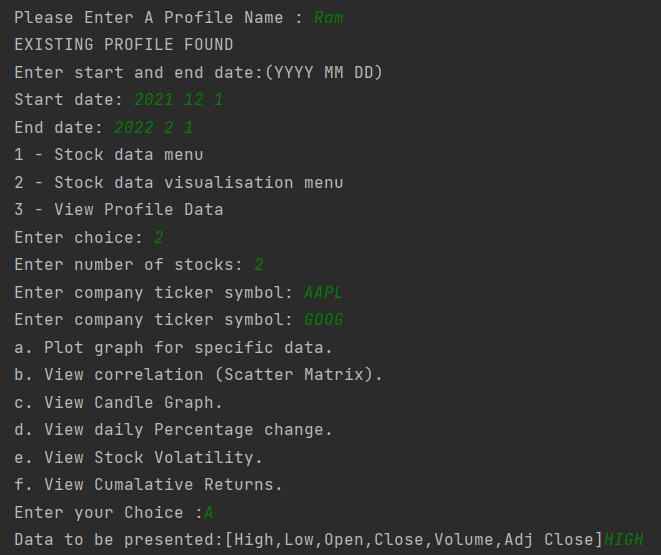 Please Enter A Profile Name : Ram
EXISTING PROFILE FOUND
Enter start and end date:(YYYY MM DD)
Start date: 2021 12 1
End date: 2022 2 1
1 - Stock data menu
2 - Stock data visualisation menu
3 - View Profile Data
Enter choice: 2
Enter number of stocks: 2
Enter company ticker symbol: AAPL
Enter company ticker symbol: GOOG
a. Plot graph for specific data.
b. View correlation (Scatter Matrix).
c. View Candle Graph.
d. View daily Percentage change.
e. View Stock Volatility.
f. View Cumalative Returns.
Enter your Choice :A
Data to be presented:[High,Low,Open,Close,Volume,Adj Close]HIGH